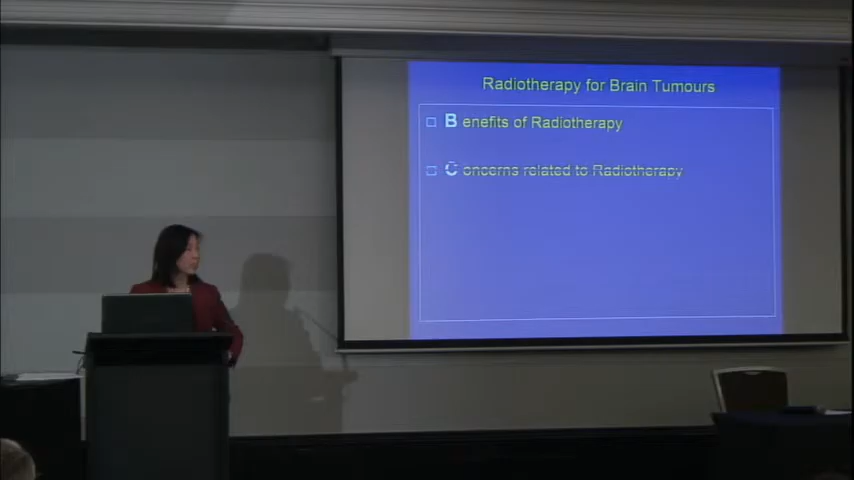 Radiotherapy for Brain Tumours
Benefits of Radiotherapy
Concerns related to Radiotherapy